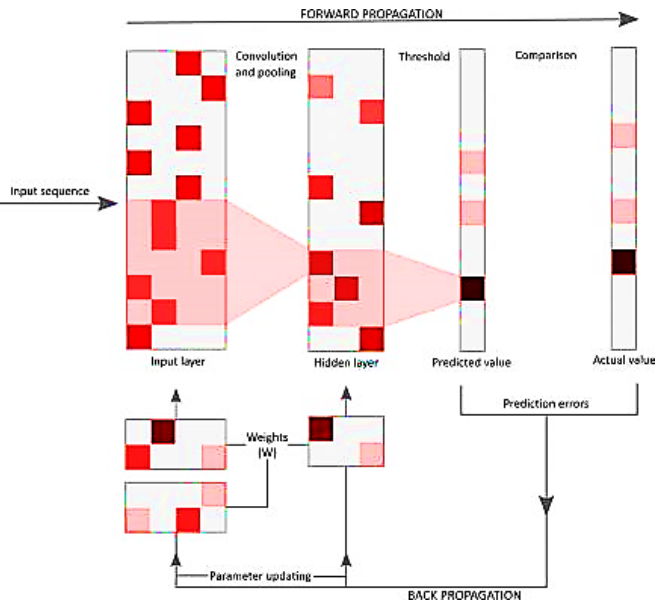 FORWARD PROPAGATION
Convolution
and pooling
Threshold
Comparison
Input sequence
Input layer
Hidden layer
Predicted value
Actual value
Prediction errors
Weights
(W)
Parameter updating
BACK PROPAGATION